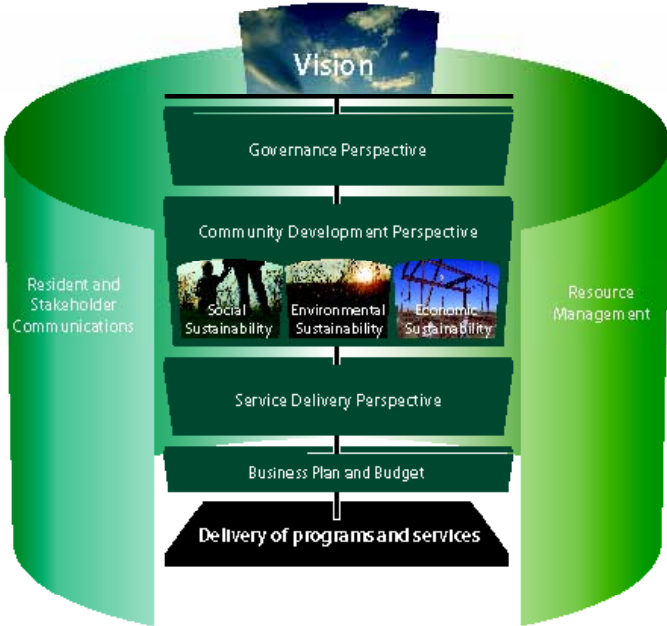 Vision
Governance Perspective
Community Development Perspective
Social
Sustainability
Environmental
Sustainability
Economic
Sustainability
Resident and
Stakeholder
Communications
Resource
Management
Service Delivery Perspective
Business Plan and Budget
Delivery of programs and services